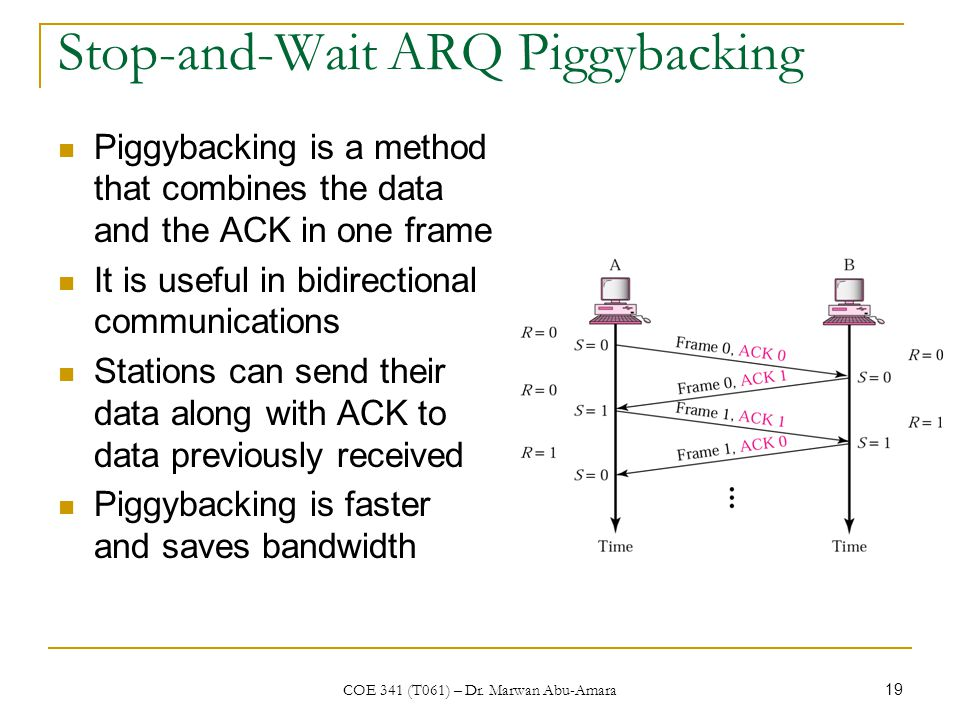 Stop-and-Wait ARQ Piggybacking
Piggybacking is a method
that combines the data
and the ACK in one frame
It is useful in bidirectional
communications
Stations can send their
data along with ACK to
data previously received
Piggybacking is faster
and saves bandwidth
A
B
R = 0
S = 0
Frame 0, ACK 0
R = 0
S = 0
Frame 0, ACK 1
R = 0
S = 1
Frame 1, ACK 1
R = 1
S = 1
Frame 1, ACK 0
R = 1
S = 0
Time
Time
COE 341 (T061) – Dr. Marwan Abu-Amara
19